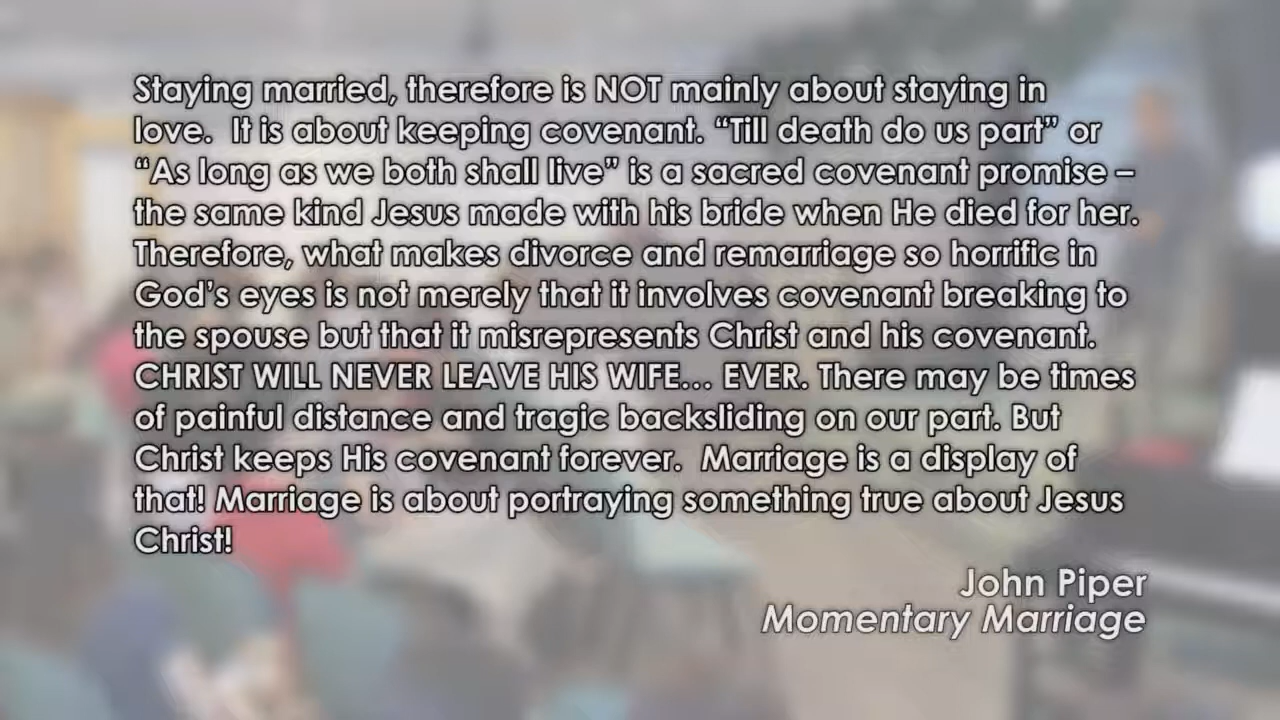 Staying married, therefore is NOT mainly about staying in
love.  It is about keeping covenant. “Till death do us part” or
“As long as we both shall live” is a sacred covenant promise –
the same kind Jesus made with his bride when He died for her.
Therefore, what makes divorce and remarriage so horrific in
God’s eyes is not merely that it involves covenant breaking to
the spouse but that it misrepresents Christ and his covenant.
CHRIST WILL NEVER LEAVE HIS WIFE... EVER. There may be times
of painful distance and tragic backsliding on our part. But
Christ keeps His covenant forever.  Marriage is a display of
that! Marriage is about portraying something true about Jesus
Christ!
John Piper
Momentary Marriage